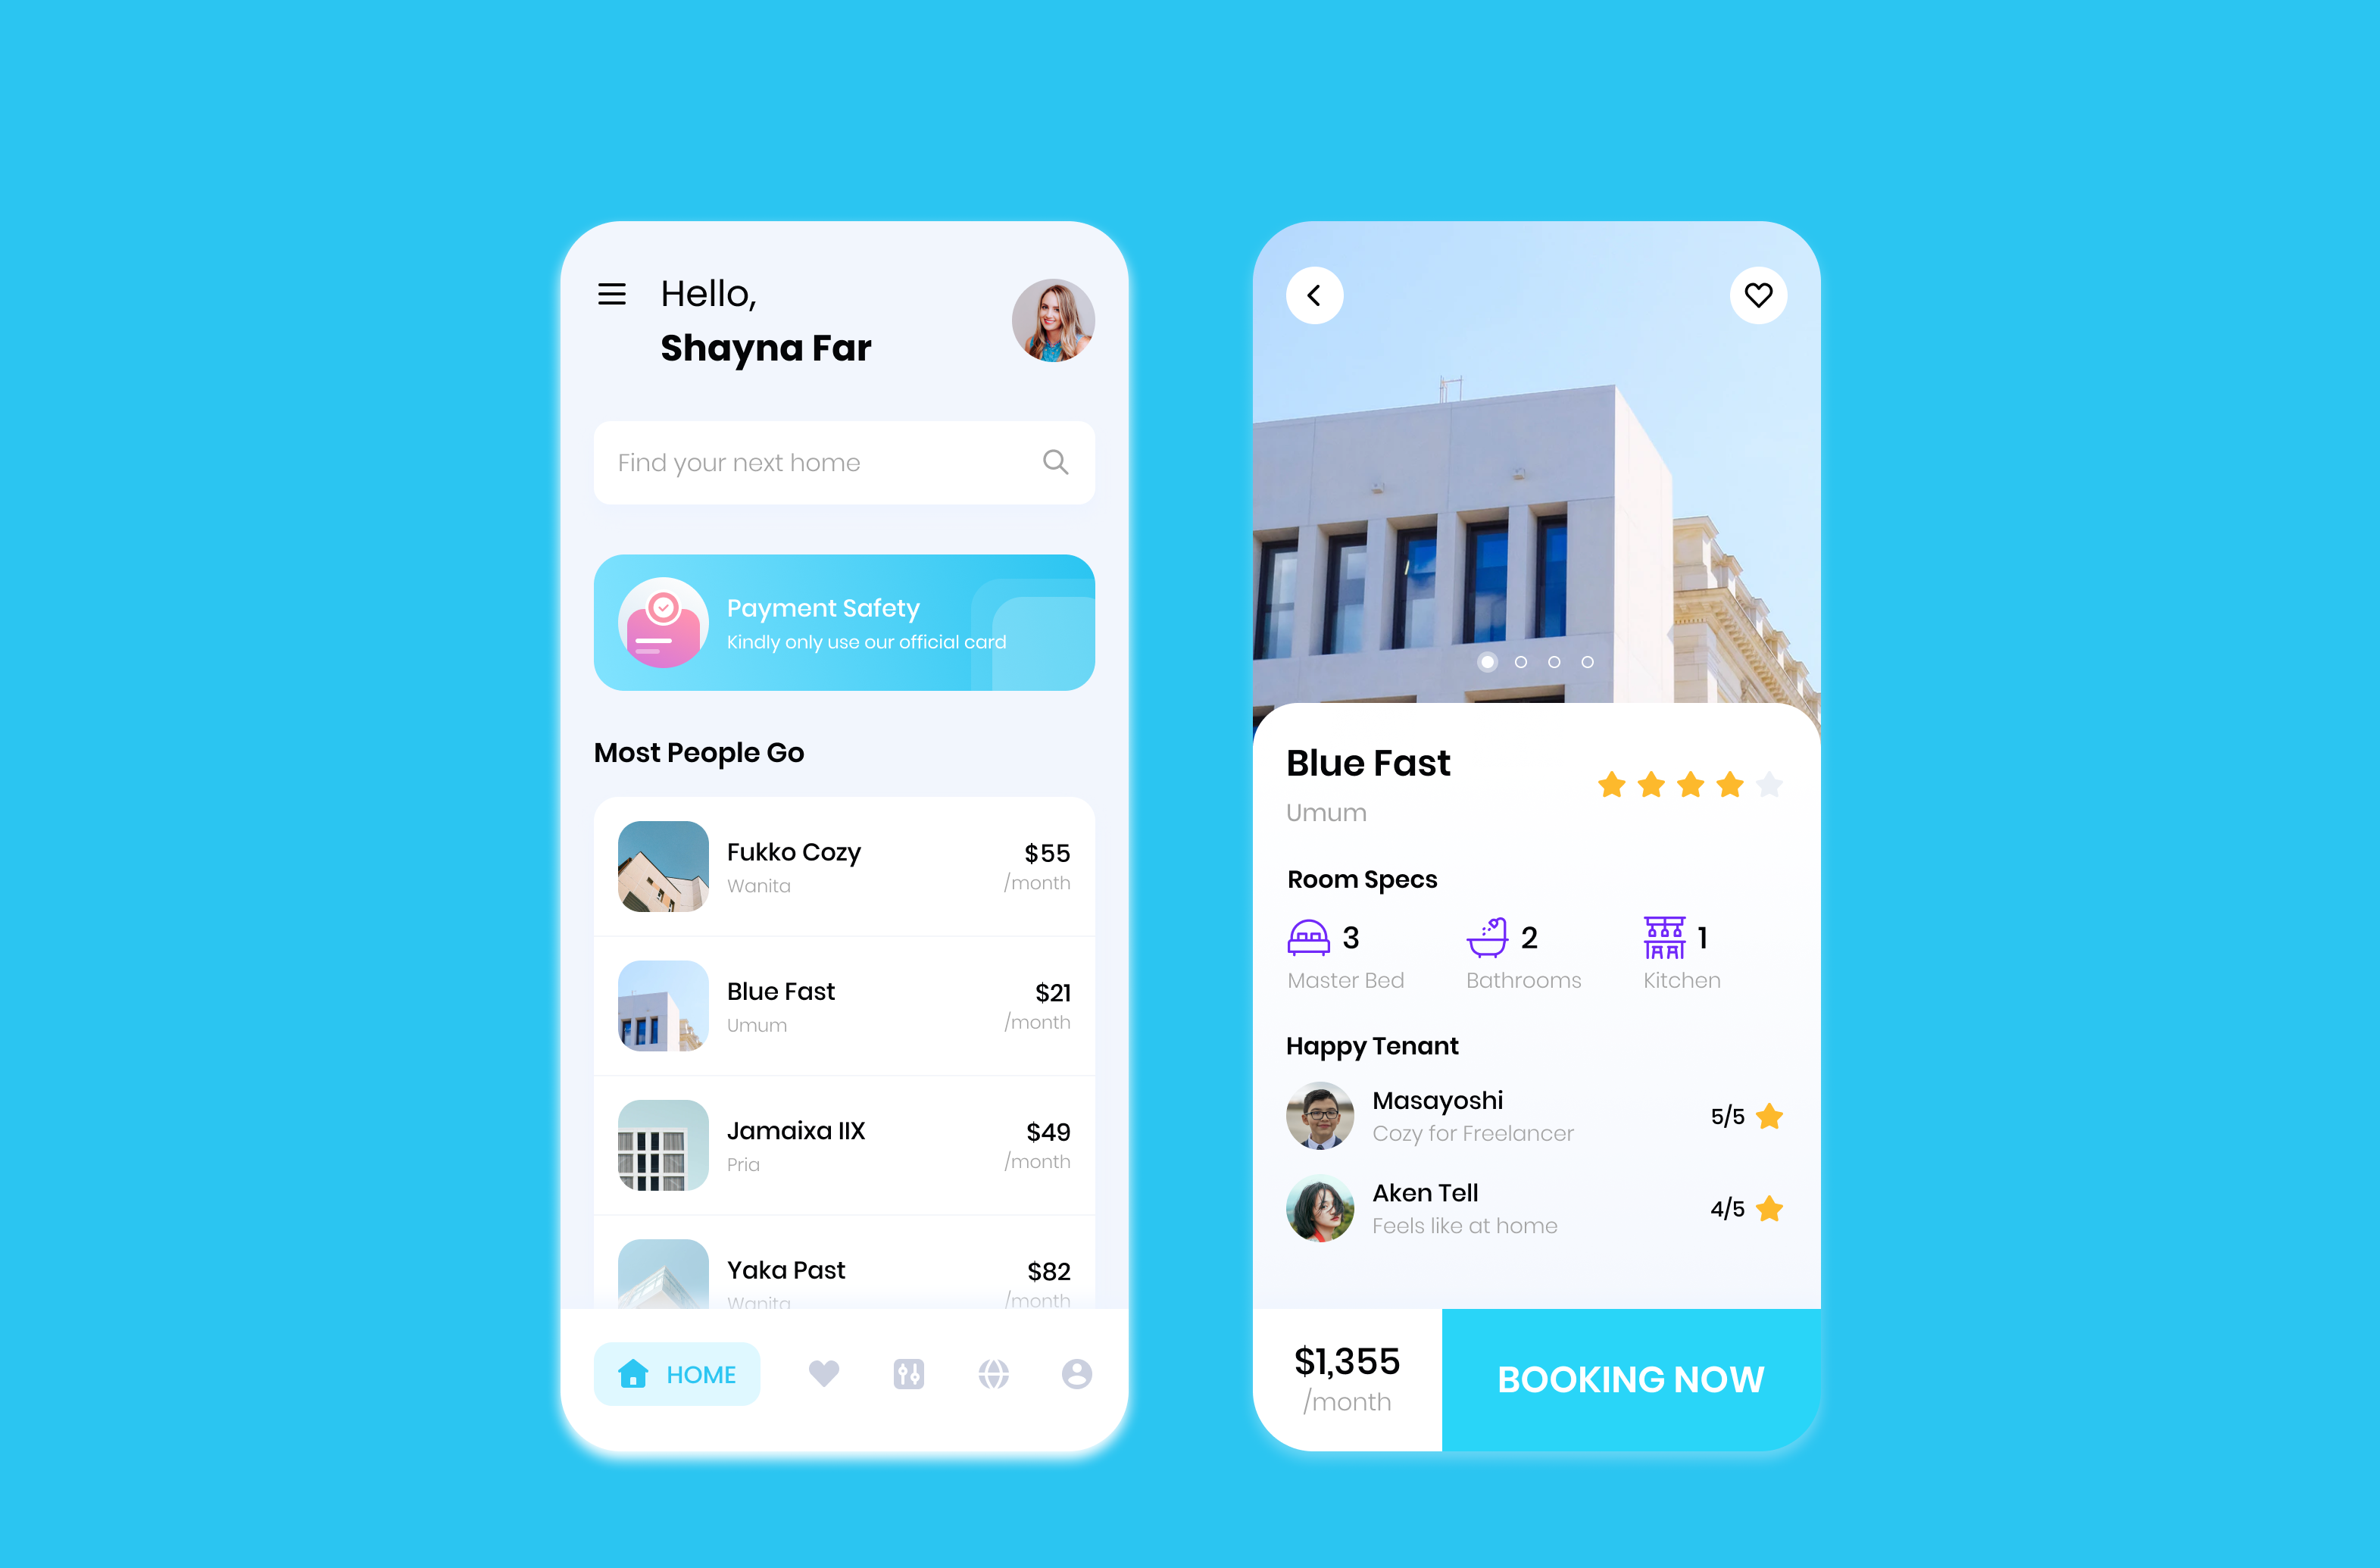 Hello,
Shayna Far
Find your next home
Payment Safety
Kindly only use our official card
Most People Go
Fukko Cozy
Wanita
$55
/month
Blue Fast
Umum
$21
/month
Jamaixa IIX
Pria
$49
/month
Yaka Past
Wanita
$82
/month
HOME
Blue Fast
Umum
Room Specs
3
Master Bed
2
Bathrooms
1
Kitchen
Happy Tenant
Masayoshi
Cozy for Freelancer
5/5
Aken Tell
Feels like at home
4/5
$1,355
/month
BOOKING NOW